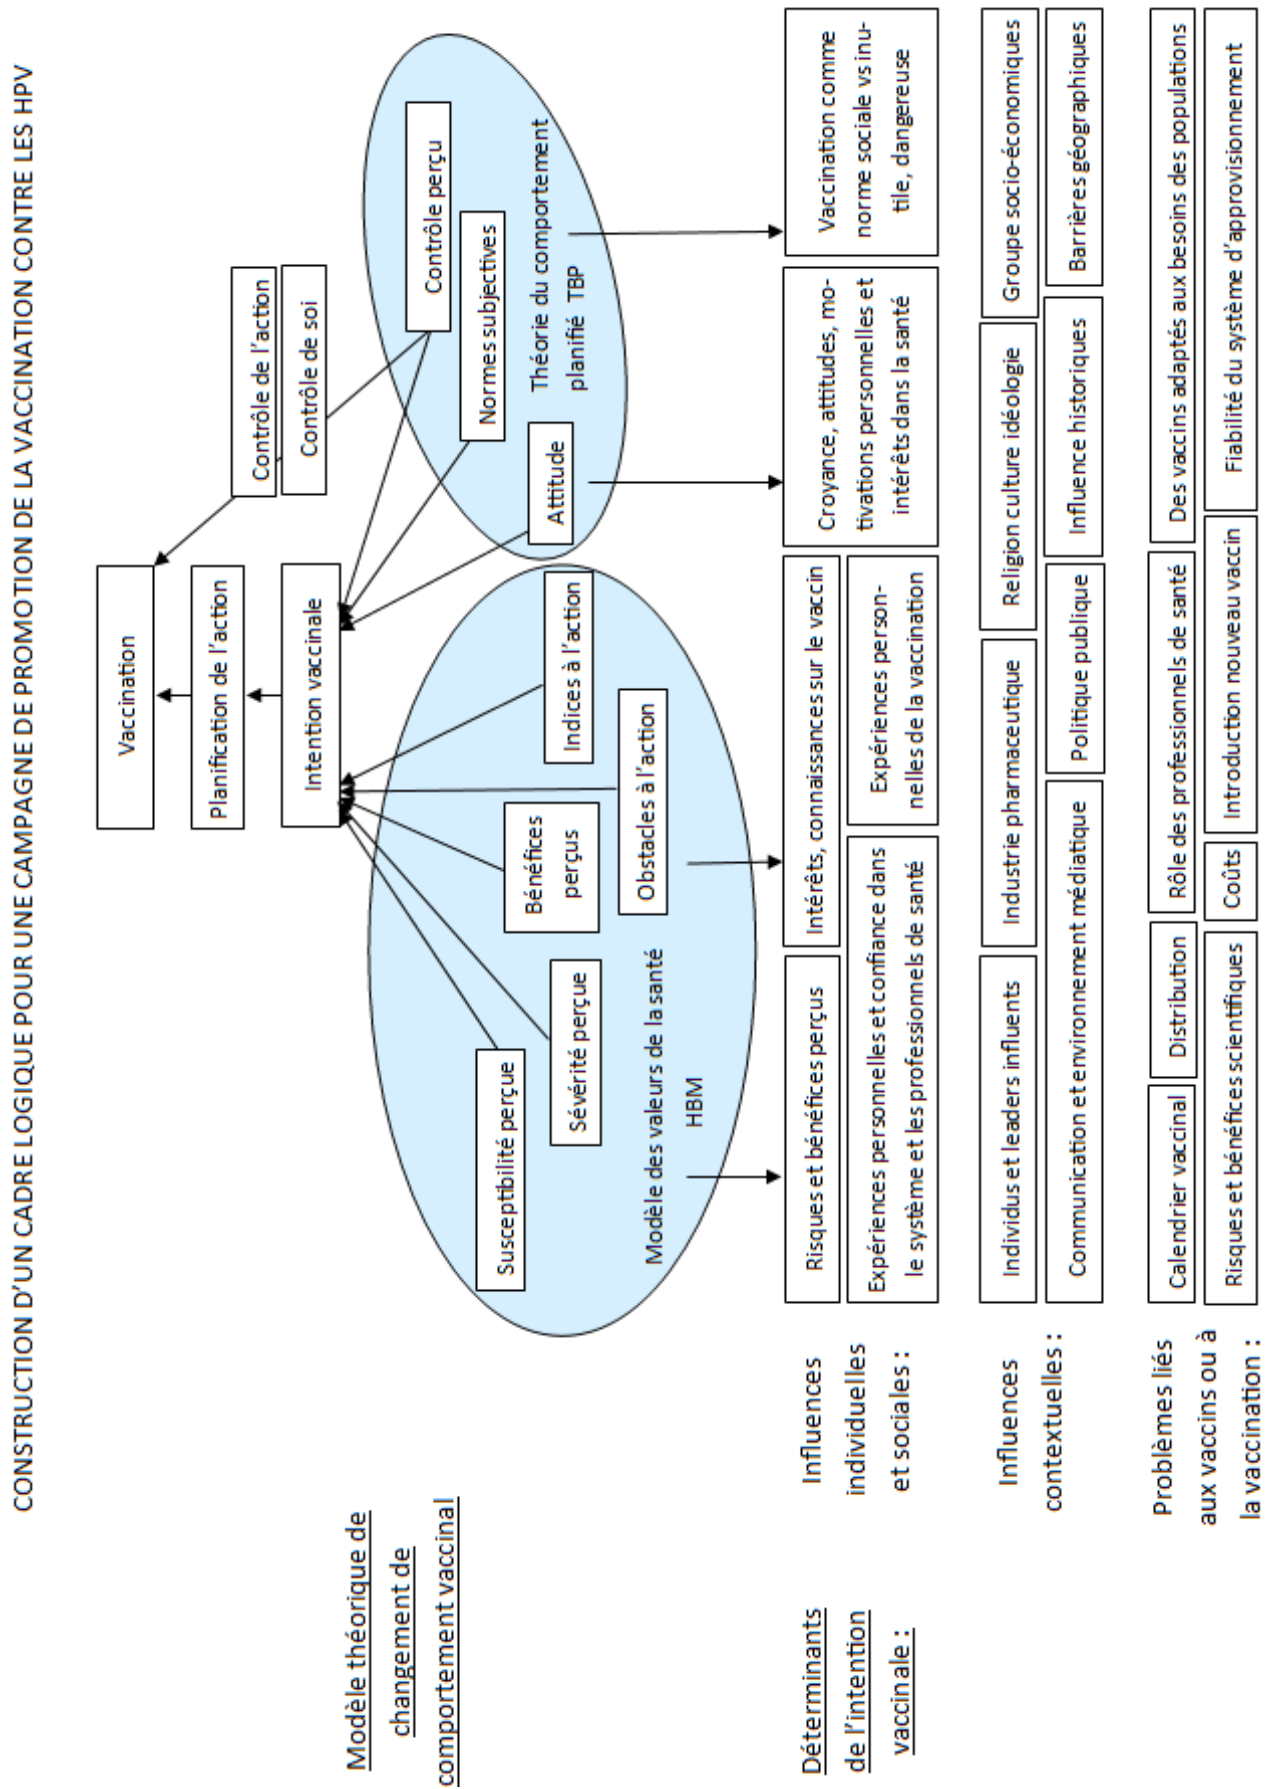 CONSTRUCTION D'UN CADRE LOGIQUE POUR UNE CAMPAGNE DE PROMOTION DE LA VACCINATION CONTRE LES HPV
Vaccination
Planification de l'action
Intention vaccinale
Contrôle de l'action
Contrôle de soi
Modèle théorique de
changement de
comportement vaccinal
Susceptibilité perçue
Sévérité perçue
Bénéfices
perçus
Indices à l'action
Obstacles à l'action
Modèle des valeurs de la santé
HBM
Contrôle perçu
Normes subjectives
Attitude
Théorie du comportement
planifié TBP
Déterminants
de l'intention
vaccinale :
Influences
individuelles
et sociales :
Risques et bénéfices perçus
Intérêts, connaissances sur le vaccin
Expériences personnelles et confiance dans
le système et les professionnels de santé
Expériences person-
nelles de la vaccination
Croyance, attitudes, mo-
tivations personnelles et
intérêts dans la santé
Vaccination comme
norme sociale vs inu-
tile, dangereuse
Influences
contextuelles :
Individus et leaders influents
Industrie pharmaceutique
Religion culture idéologie
Groupe socio-économiques
Communication et environnement médiatique
Politique publique
Influence historiques
Barrières géographiques
Problèmes liés
aux vaccins ou à
la vaccination :
Calendrier vaccinal
Distribution
Rôle des professionnels de santé
Des vaccins adaptés aux besoins des populations
Risques et bénéfices scientifiques
Coûts
Introduction nouveau vaccin
Fiabilité du système d'approvisionnement